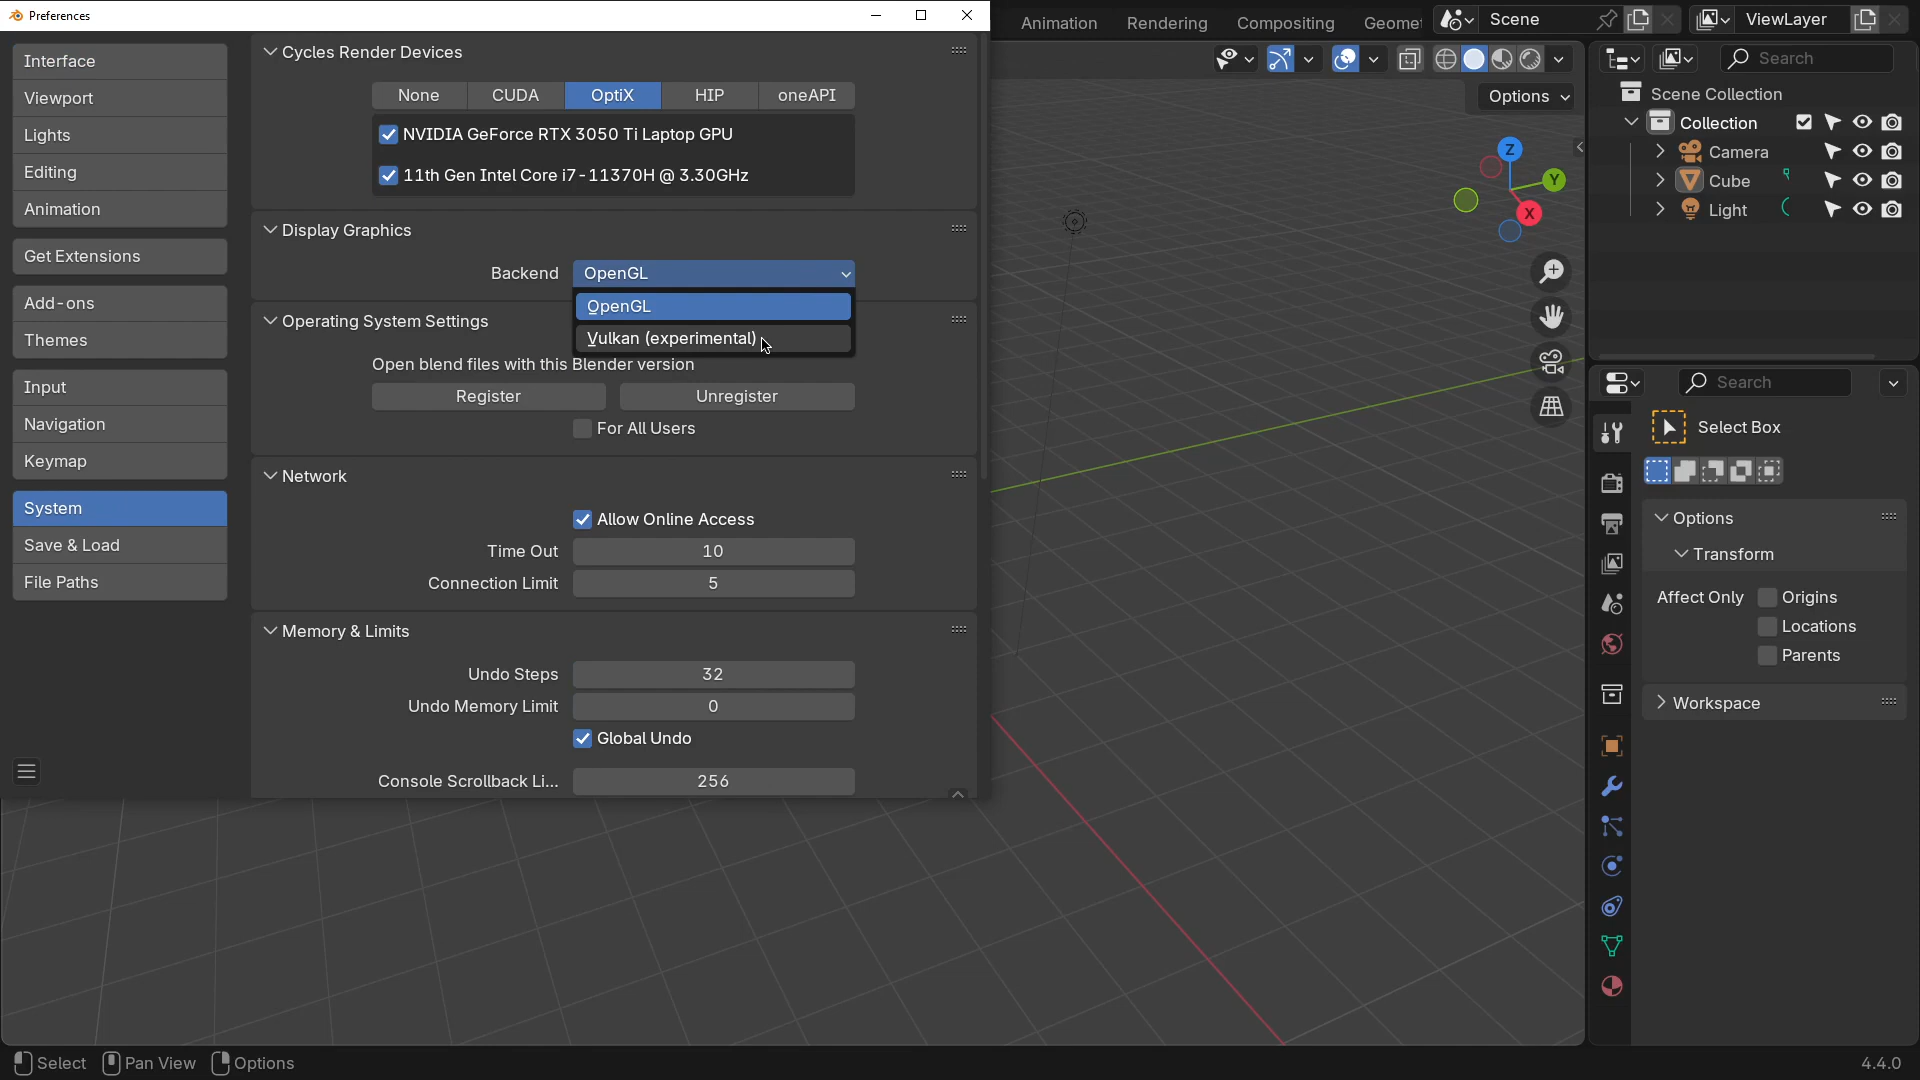 Preferences
Interface
Viewport
Lights
Editing
Animation
Get Extensions
Add-ons
Themes
Input
Navigation
Keymap
System
Save & Load
File Paths
Cycles Render Devices
None CUDA OptiX HIP oneAPI
NVIDIA GeForce RTX 3050 Ti Laptop GPU
11th Gen Intel Core i7-11370H @ 3.30GHz
Display Graphics
Backend OpenGL
OpenGL
Vulkan (experimental)
Operating System Settings
Open blend files with this Blender version
Register Unregister
For All Users
Network
Allow Online Access
Time Out 10
Connection Limit 5
Memory & Limits
Undo Steps 32
Undo Memory Limit 0
Global Undo
Console Scrollback Li... 256
Animation Rendering Compositing Geomet
Scene
ViewLayer
Options
Z
Y
X
Search
Scene Collection
Collection
Camera
Cube
Light
Search
Select Box
Options
Transform
Affect Only Origins
Locations
Parents
Workspace
Select Pan View Options
4.4.0